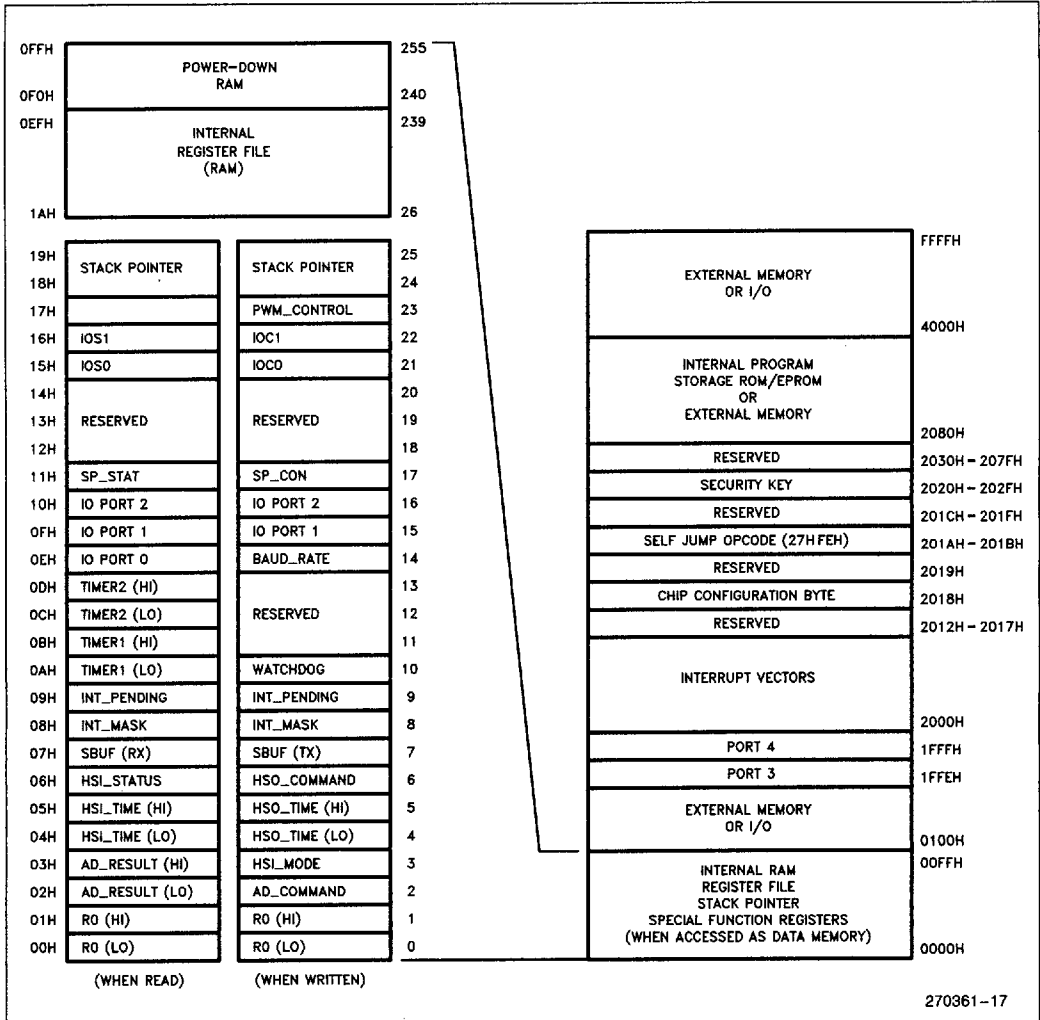 0FFH 255
POWER-DOWN
RAM
0F0H 240
0EFH 239
INTERNAL
REGISTER FILE
(RAM)
1AH 26
19H 25
STACK POINTER STACK POINTER
18H 24
17H PWM_CONTROL 23
16H IOS1 IOC1 22
15H IOS0 IOC0 21
14H 20
13H RESERVED RESERVED 19
12H 18
11H SP_STAT SP_CON 17
10H IO PORT 2 IO PORT 2 16
0FH IO PORT 1 IO PORT 1 15
0EH IO PORT 0 BAUD_RATE 14
0DH TIMER2 (HI) 13
0CH TIMER2 (LO) RESERVED 12
0BH TIMER1 (HI) 11
0AH TIMER1 (LO) WATCHDOG 10
09H INT_PENDING INT_PENDING 9
08H INT_MASK INT_MASK 8
07H SBUF (RX) SBUF (TX) 7
06H HSI_STATUS HSO_COMMAND 6
05H HSI_TIME (HI) HSO_TIME (HI) 5
04H HSI_TIME (LO) HSO_TIME (LO) 4
03H AD_RESULT (HI) HSI_MODE 3
02H AD_RESULT (LO) AD_COMMAND 2
01H R0 (HI) R0 (HI) 1
00H R0 (LO) R0 (LO) 0
(WHEN READ) (WHEN WRITTEN)
FFFFH
EXTERNAL MEMORY
OR I/O
4000H
INTERNAL PROGRAM
STORAGE ROM/EPROM
OR
EXTERNAL MEMORY
2080H
RESERVED 2030H-207FH
SECURITY KEY 2020H-202FH
RESERVED 201CH-201FH
SELF JUMP OPCODE (27H FEH) 201AH-201BH
RESERVED 2019H
CHIP CONFIGURATION BYTE 2018H
RESERVED 2012H-2017H
INTERRUPT VECTORS
2000H
PORT 4 1FFFH
PORT 3 1FFEH
EXTERNAL MEMORY
OR I/O
0100H
00FFH
INTERNAL RAM
REGISTER FILE
STACK POINTER
SPECIAL FUNCTION REGISTERS
(WHEN ACCESSED AS DATA MEMORY)
0000H
270361-17